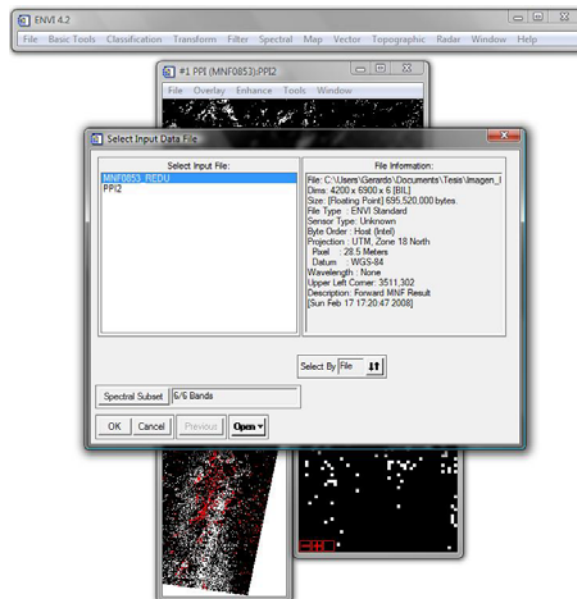 ENVI 4.2
File Basic Tools Classification Transform Filter Spectral Map Vector Topographic Radar Window Help
#1 PPI (MNF0853):PPI2
File Overlay Enhance Tools Window
Select Input Data File
Select Input File:
MNF0853_REDU
PPI2
File Information:
File: C:\Users\Gerardo\Documents\Tesis\Imagen_
Dims: 4200 x 6900 x 6 [BIL]
Size: [Floating Point] 695,520,000 bytes.
File Type : ENVI Standard
Sensor Type: Unknown
Byte Order : Host (Intel)
Projection : UTM, Zone 18 North
Pixel : 28.5 Meters
Datum : WGS-84
Wavelength : None
Upper Left Corner: 3511,302
Description: Forward MNF Result
[Sun Feb 17 17:20:47 2008]
Select By File
Spectral Subset 6/6 Bands
OK Cancel Previous Open